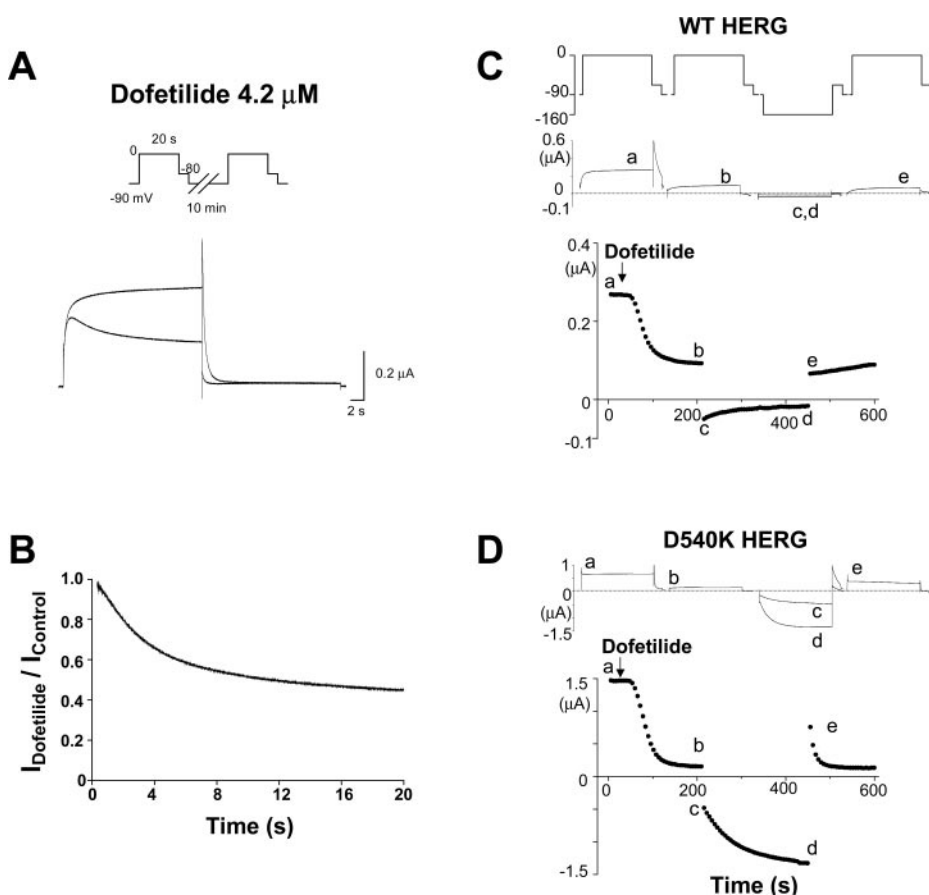 A
Dofetilide 4.2 μM
20 s
0
-80
-90 mV
10 min
0.2 μA
2 s
B
I Dofetilide / I Control
1.0
0.8
0.6
0.4
0.2
0
0 4 8 12 16 20
Time (s)
C
WT HERG
0
-90
-160
0.6
(μA)
0
-0.1
a
b
c,d
e
0.4
(μA)
0.2
0
-0.1
Dofetilide
a
b
c
d
e
0 200 400 600
D
D540K HERG
1
0
(μA)
-1.5
a
b
c
d
e
Dofetilide
1.5
(μA)
0
-1.5
a
b
c
d
e
0 200 400 600
Time (s)